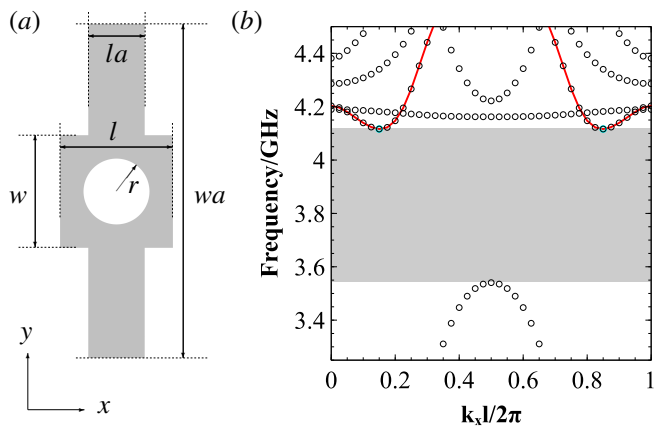 (a)
la
l
w
r
wa
y
x
(b)
Frequency/GHz
4.4
4.2
4
3.8
3.6
3.4
0 0.2 0.4 0.6 0.8 1
kₓl/2π